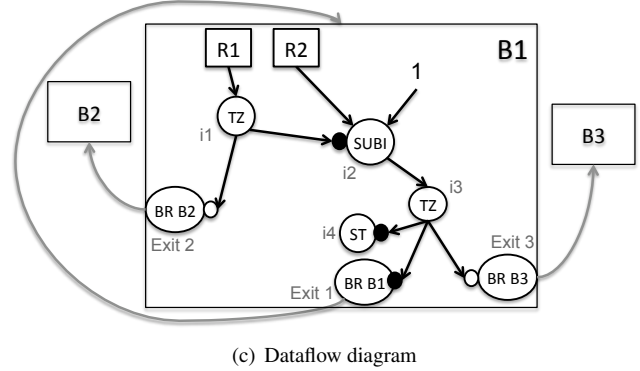 R1
R2
B1
1
B2
B3
TZ
i1
SUBI
i2
i3
TZ
BR B2
i4
ST
Exit 2
Exit 3
BR B1
BR B3
Exit 1
(c) Dataflow diagram